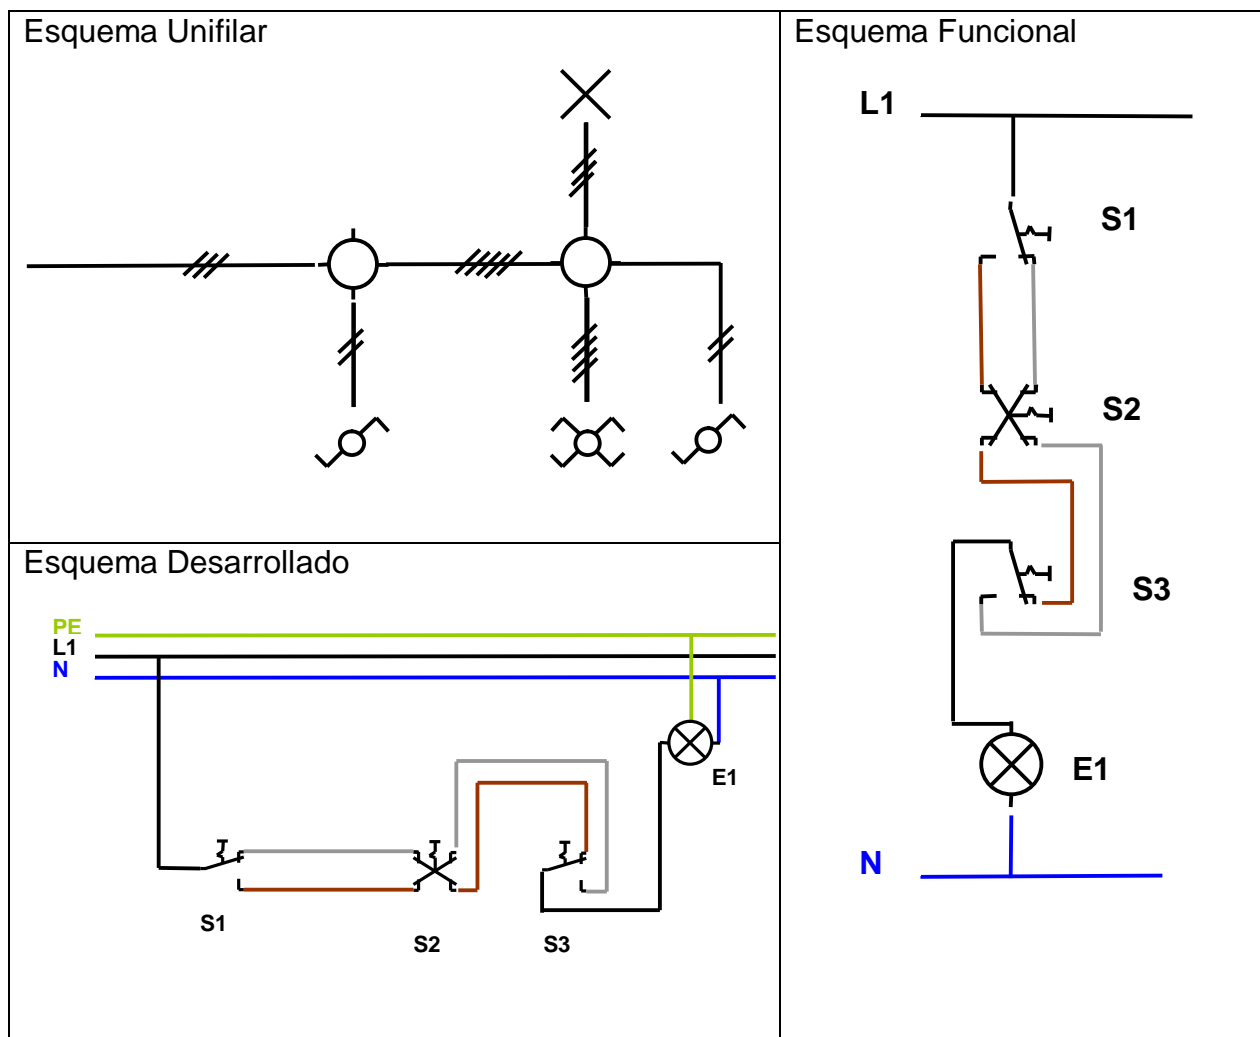 Esquema Unifilar
Esquema Desarrollado
PE
L1
N
E1
S1
S2
S3
Esquema Funcional
L1
S1
S2
S3
E1
N